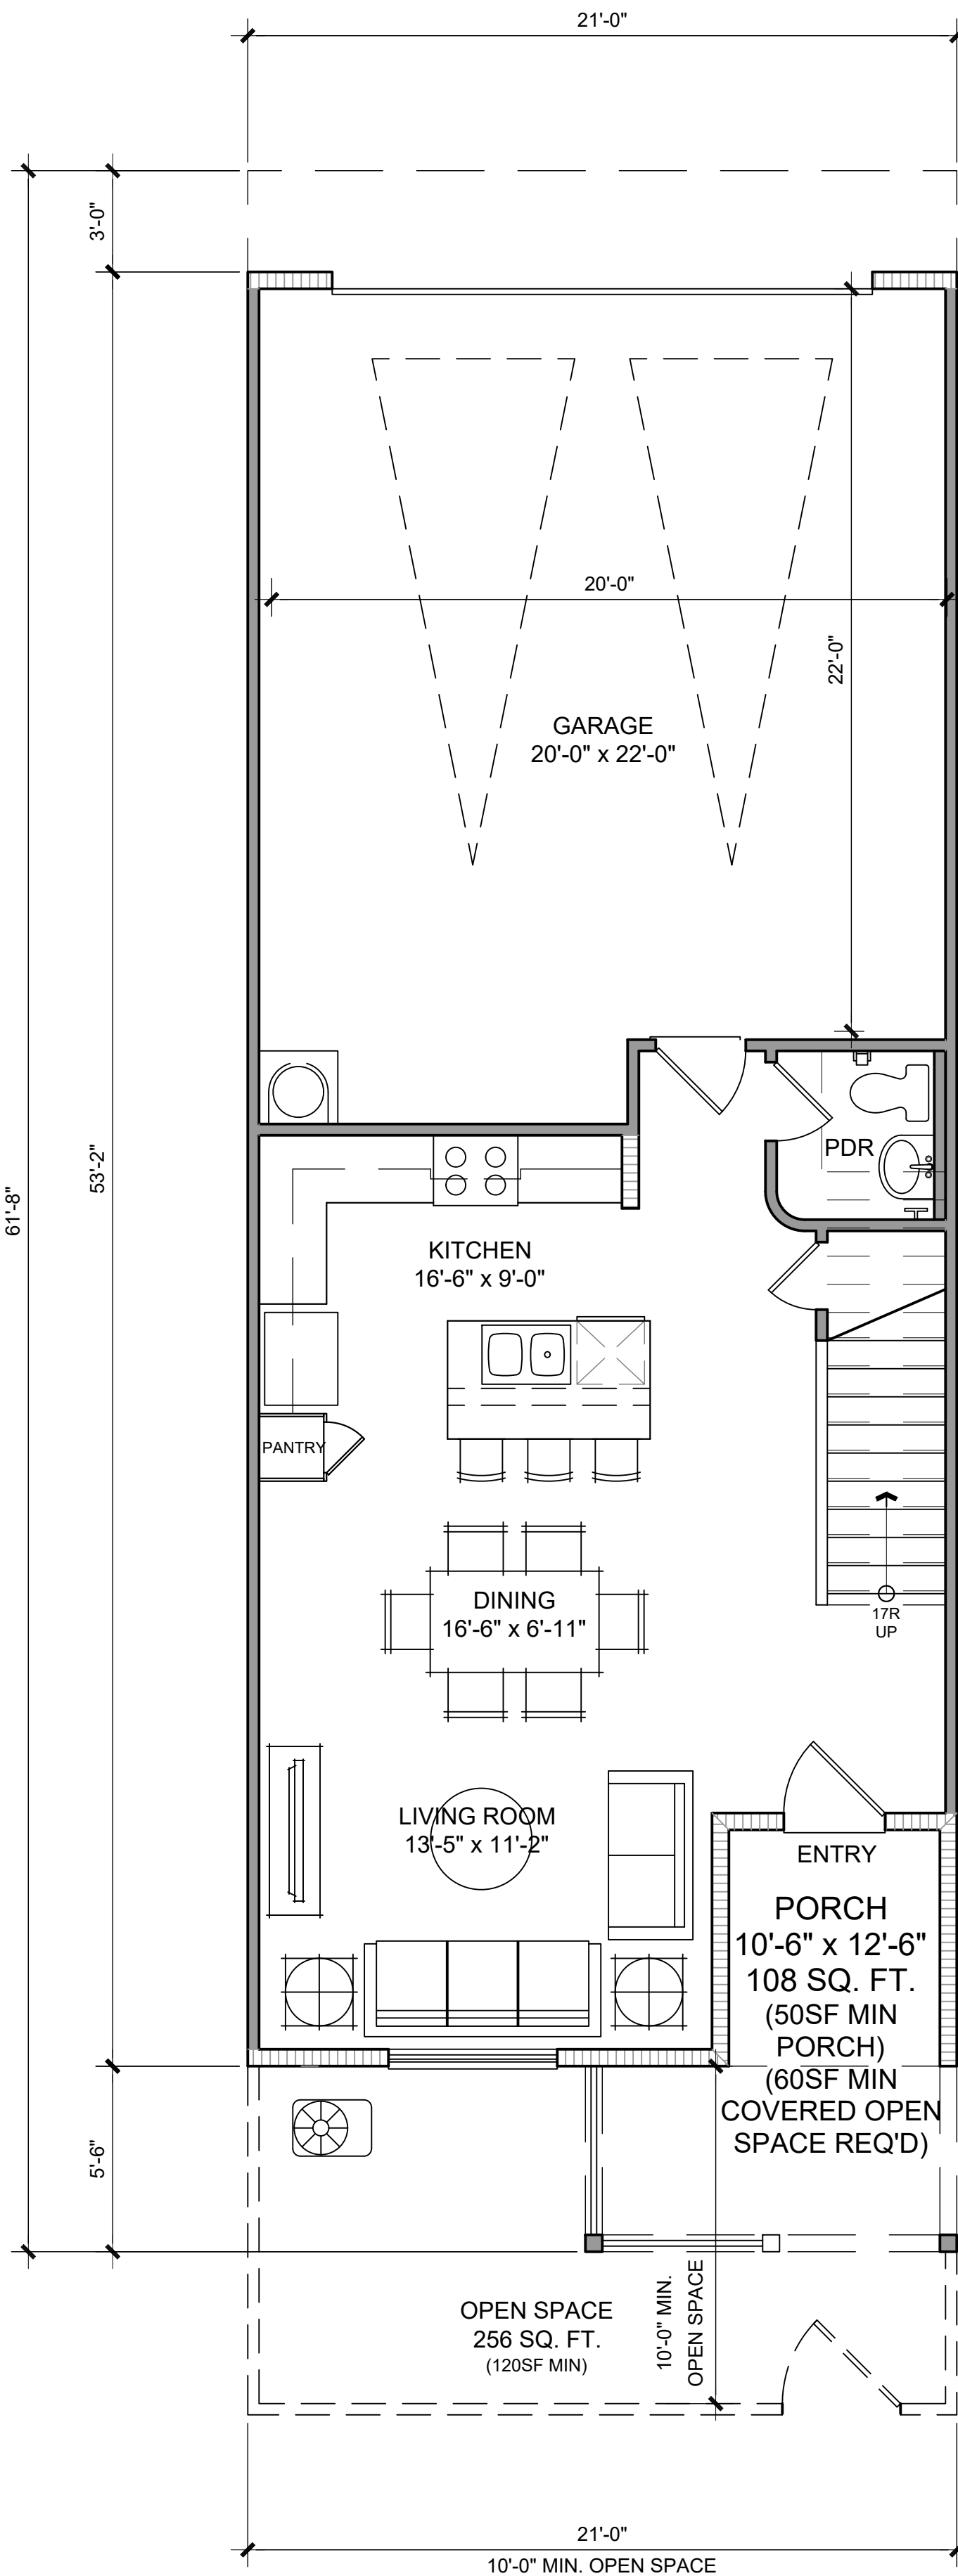 21'-0"
3'-0"
20'-0"
22'-0"
GARAGE
20'-0" x 22'-0"
53'-2"
61'-8"
PDR
KITCHEN
16'-6" x 9'-0"
PANTRY
DINING
16'-6" x 6'-11"
17R
UP
LIVING ROOM
13'-5" x 11'-2"
ENTRY
PORCH
10'-6" x 12'-6"
108 SQ. FT.
(50SF MIN
PORCH)
(60SF MIN
COVERED OPEN
SPACE REQ'D)
5'-6"
OPEN SPACE
256 SQ. FT.
(120SF MIN)
10'-0" MIN.
OPEN SPACE
21'-0"
10'-0" MIN. OPEN SPACE